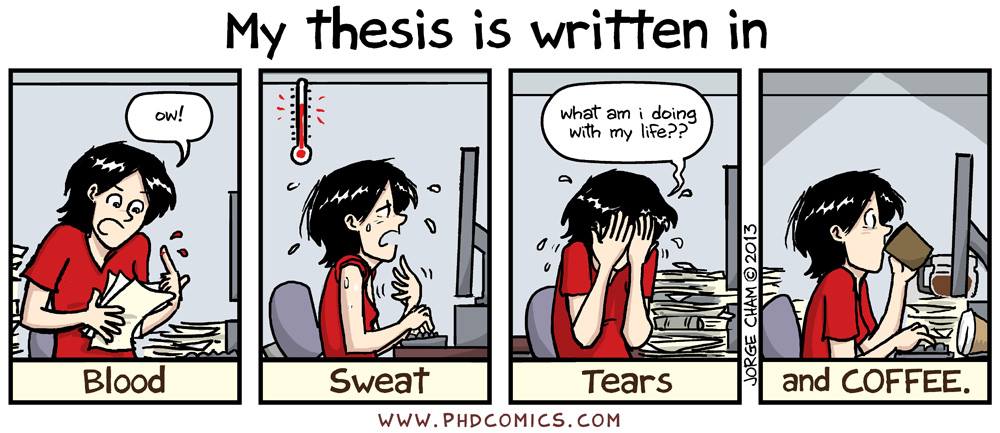 My thesis is written in
ow!
what am i doing
with my life??
Blood
Sweat
Tears
and COFFEE.
JORGE CHAM © 2013
WWW.PHDCOMICS.COM